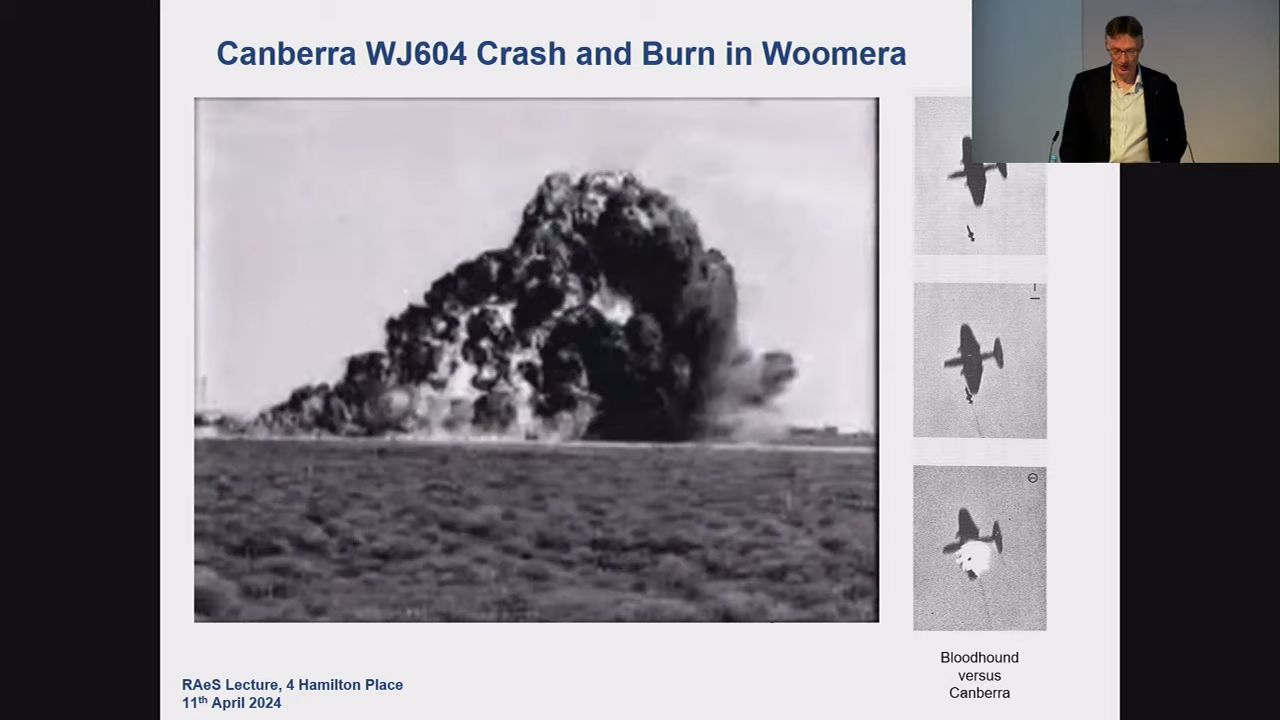 Canberra WJ604 Crash and Burn in Woomera
Bloodhound
versus
Canberra
RAeS Lecture, 4 Hamilton Place
11th April 2024